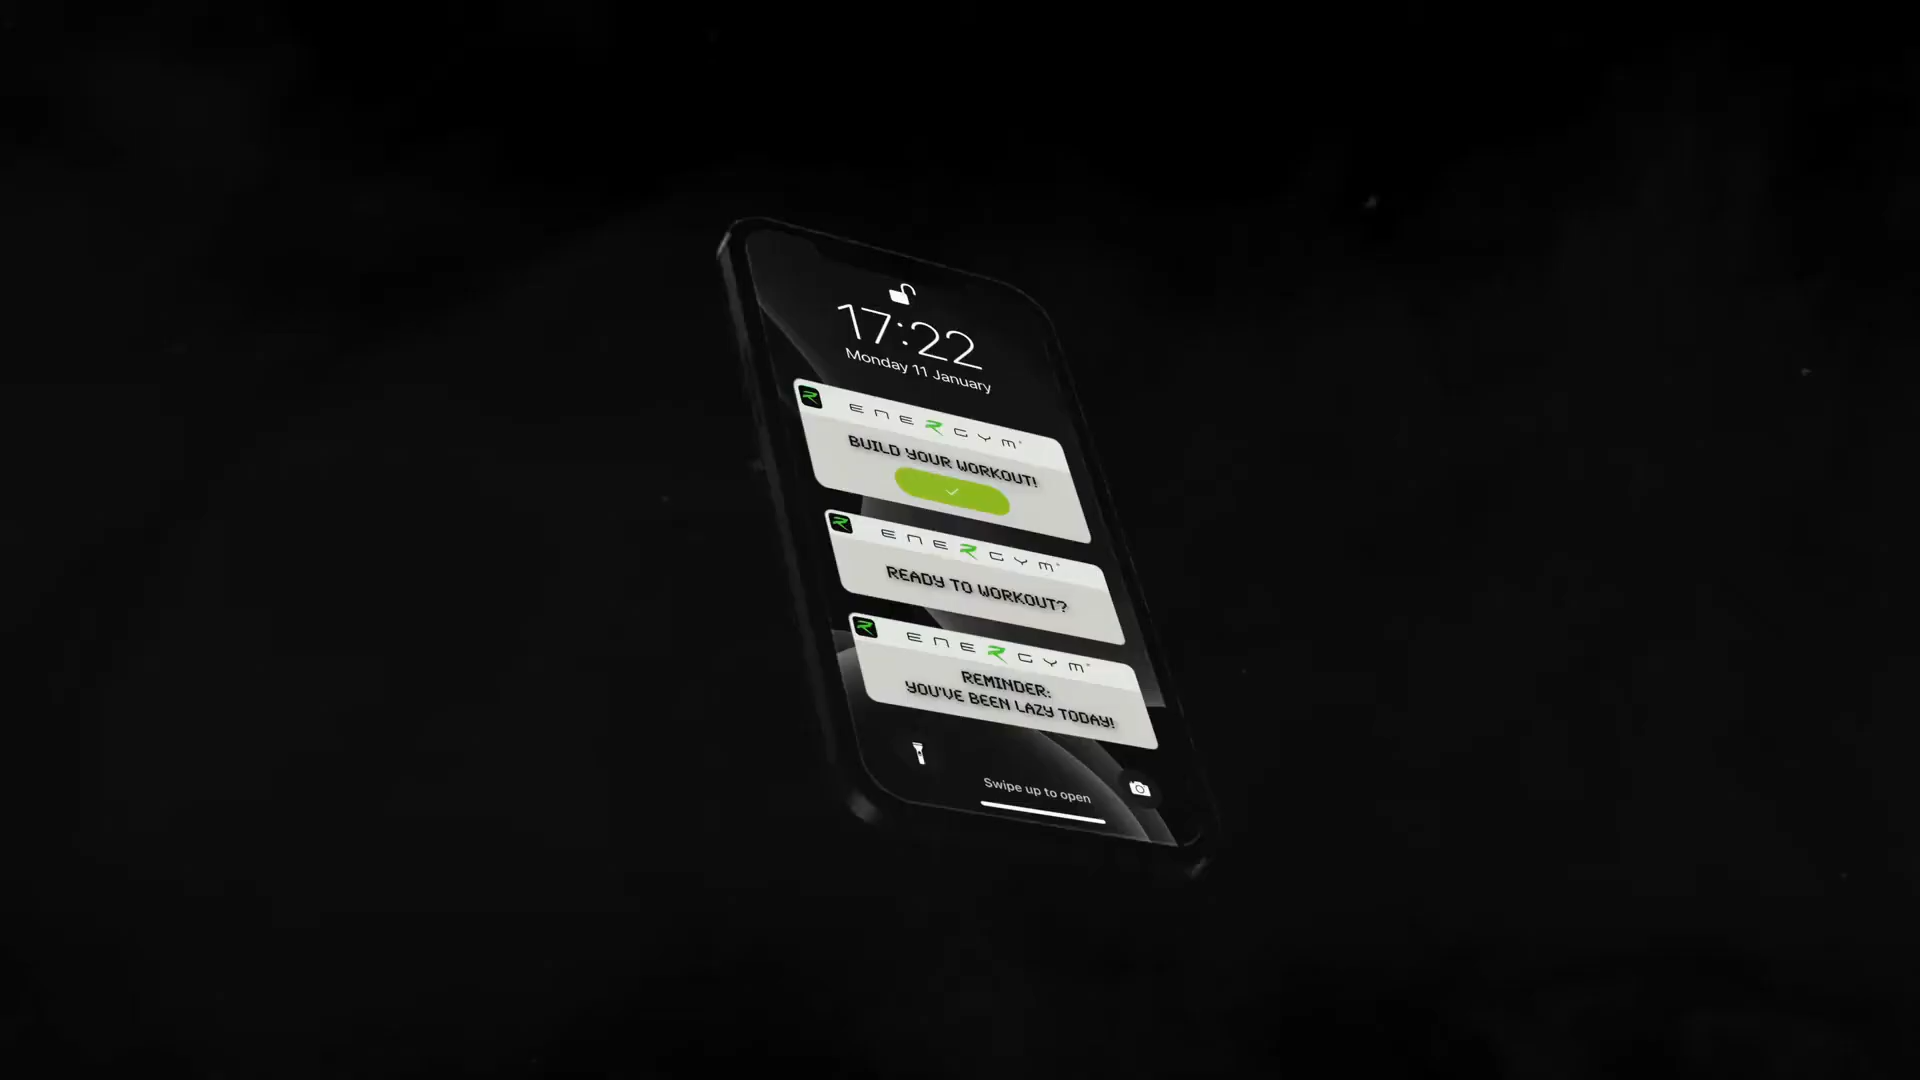 17:22
Monday 11 January
ENERGYM
BUILD YOUR WORKOUT!
ENERGYM
READY TO WORKOUT?
ENERGYM
REMINDER:
YOU'VE BEEN LAZY TODAY!
Swipe up to open